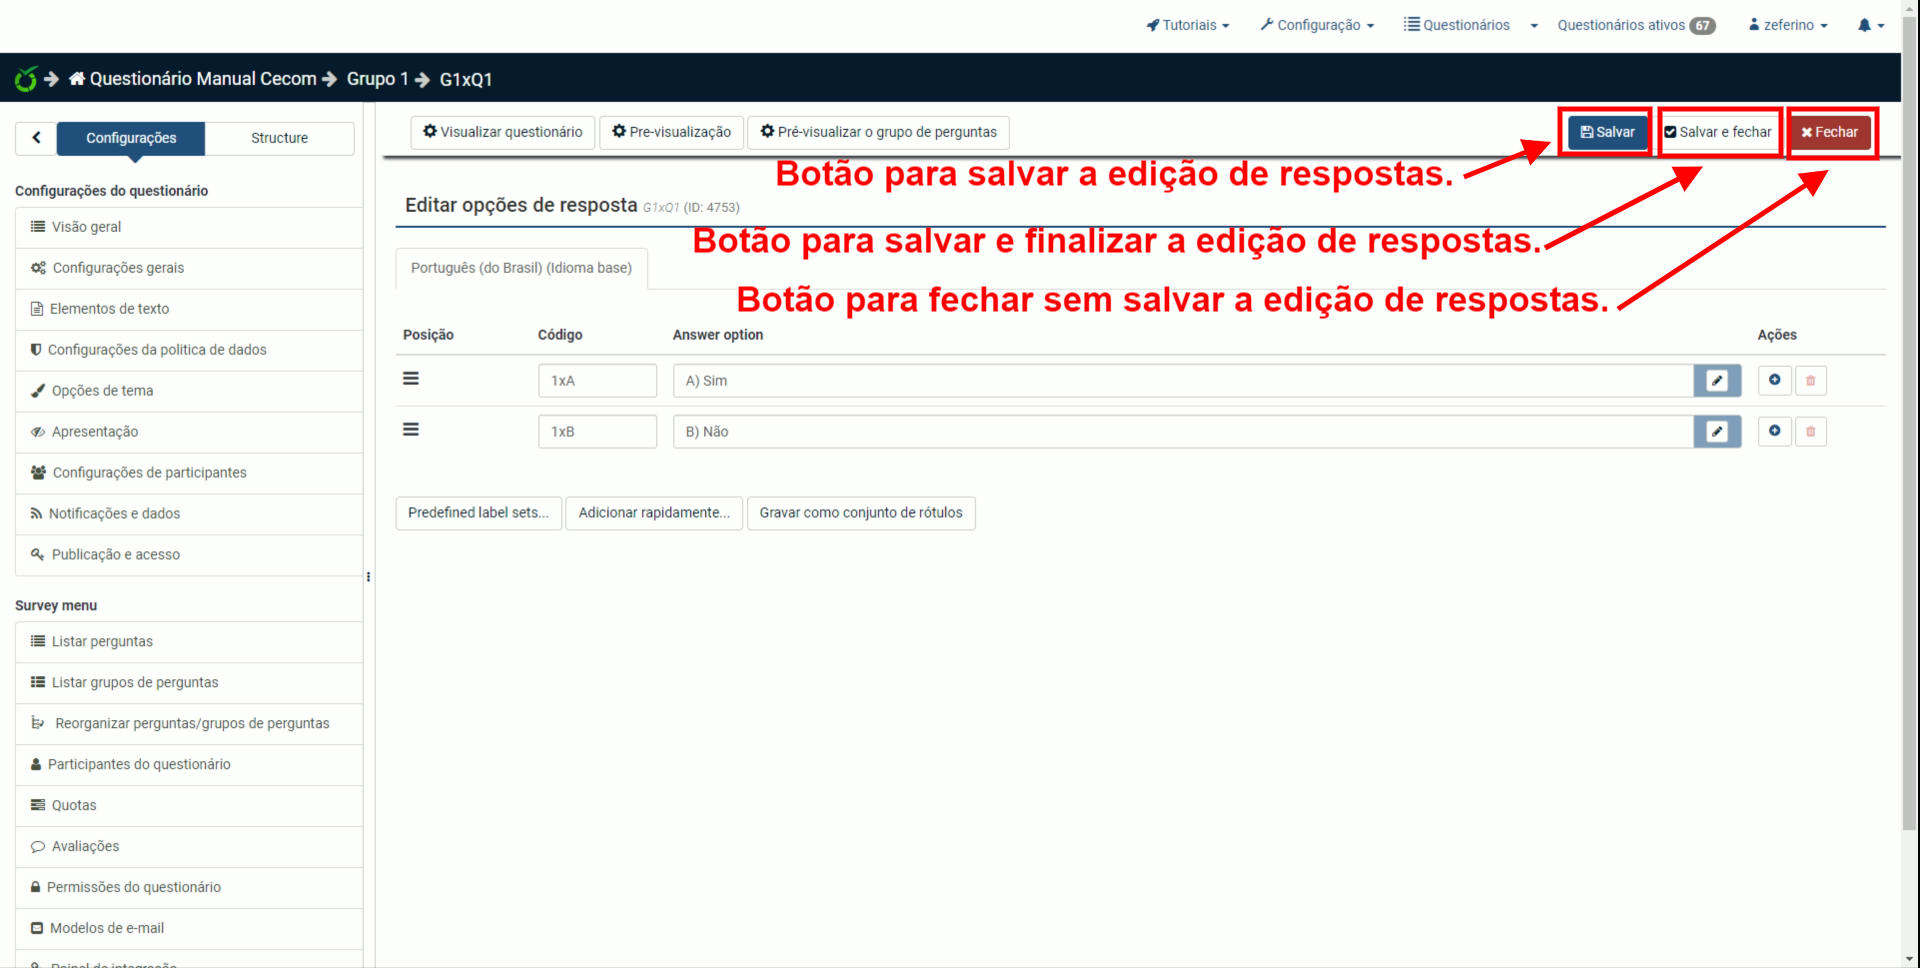 Tutoriais Configuração Questionários Questionários ativos 67 zeferino
Questionário Manual Cecom Grupo 1 G1xQ1
Configurações Structure
Visualizar questionário Pre-visualização Pré-visualizar o grupo de perguntas Salvar Salvar e fechar Fechar
Botão para salvar a edição de respostas.
Configurações do questionário
Editar opções de resposta G1xQ1 (ID: 4753)
Visão geral
Botão para salvar e finalizar a edição de respostas.
Configurações gerais
Português (do Brasil) (Idioma base)
Botão para fechar sem salvar a edição de respostas.
Elementos de texto
Posição Código Answer option Ações
Configurações da politica de dados
1xA A) Sim
Opções de tema
1xB B) Não
Apresentação
Configurações de participantes
Notificações e dados
Predefined label sets... Adicionar rapidamente... Gravar como conjunto de rótulos
Publicação e acesso
Survey menu
Listar perguntas
Listar grupos de perguntas
Reorganizar perguntas/grupos de perguntas
Participantes do questionário
Quotas
Avaliações
Permissões do questionário
Modelos de e-mail
Painel de integração